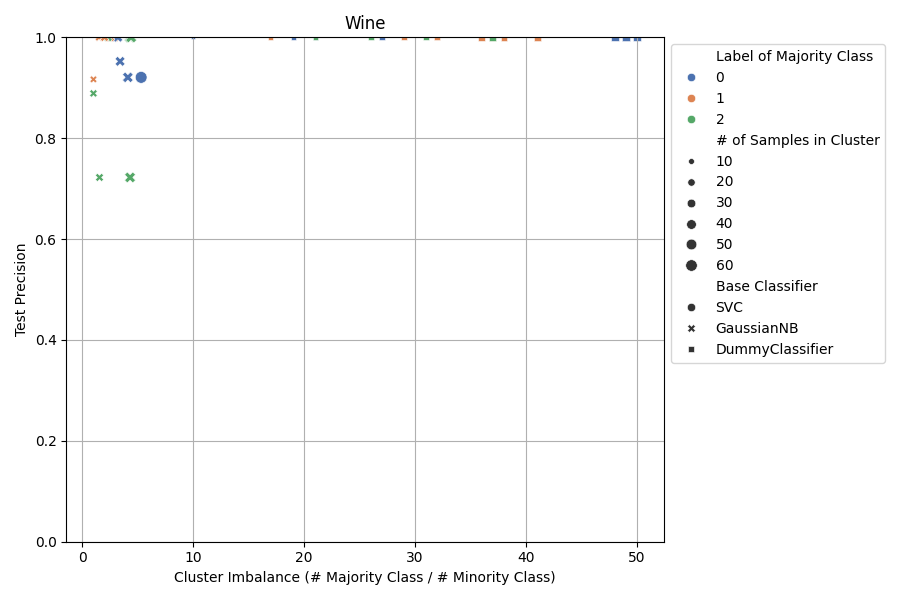 Wine
1.0
0.8
0.6
0.4
0.2
0.0
Test Precision
0
10
20
30
40
50
Cluster Imbalance (# Majority Class / # Minority Class)
Label of Majority Class
0
1
2
# of Samples in Cluster
10
20
30
40
50
60
Base Classifier
SVC
GaussianNB
DummyClassifier